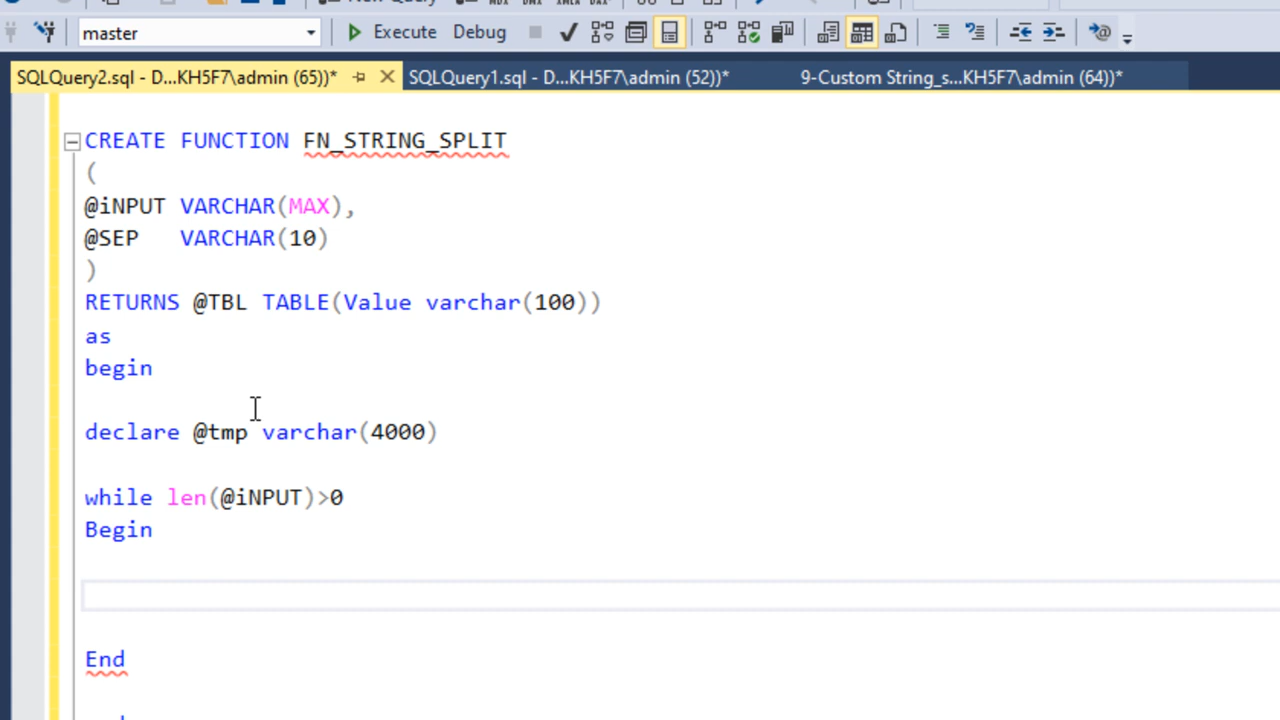 master
Execute
Debug
SQLQuery2.sql - D...KH5F7\admin (65))*
SQLQuery1.sql - D...KH5F7\admin (52))*
9-Custom String_s...KH5F7\admin (64))*
CREATE FUNCTION FN_STRING_SPLIT
(
@iNPUT VARCHAR(MAX),
@SEP VARCHAR(10)
)
RETURNS @TBL TABLE(Value varchar(100))
as
begin
declare @tmp varchar(4000)
while len(@iNPUT)>0
Begin
End